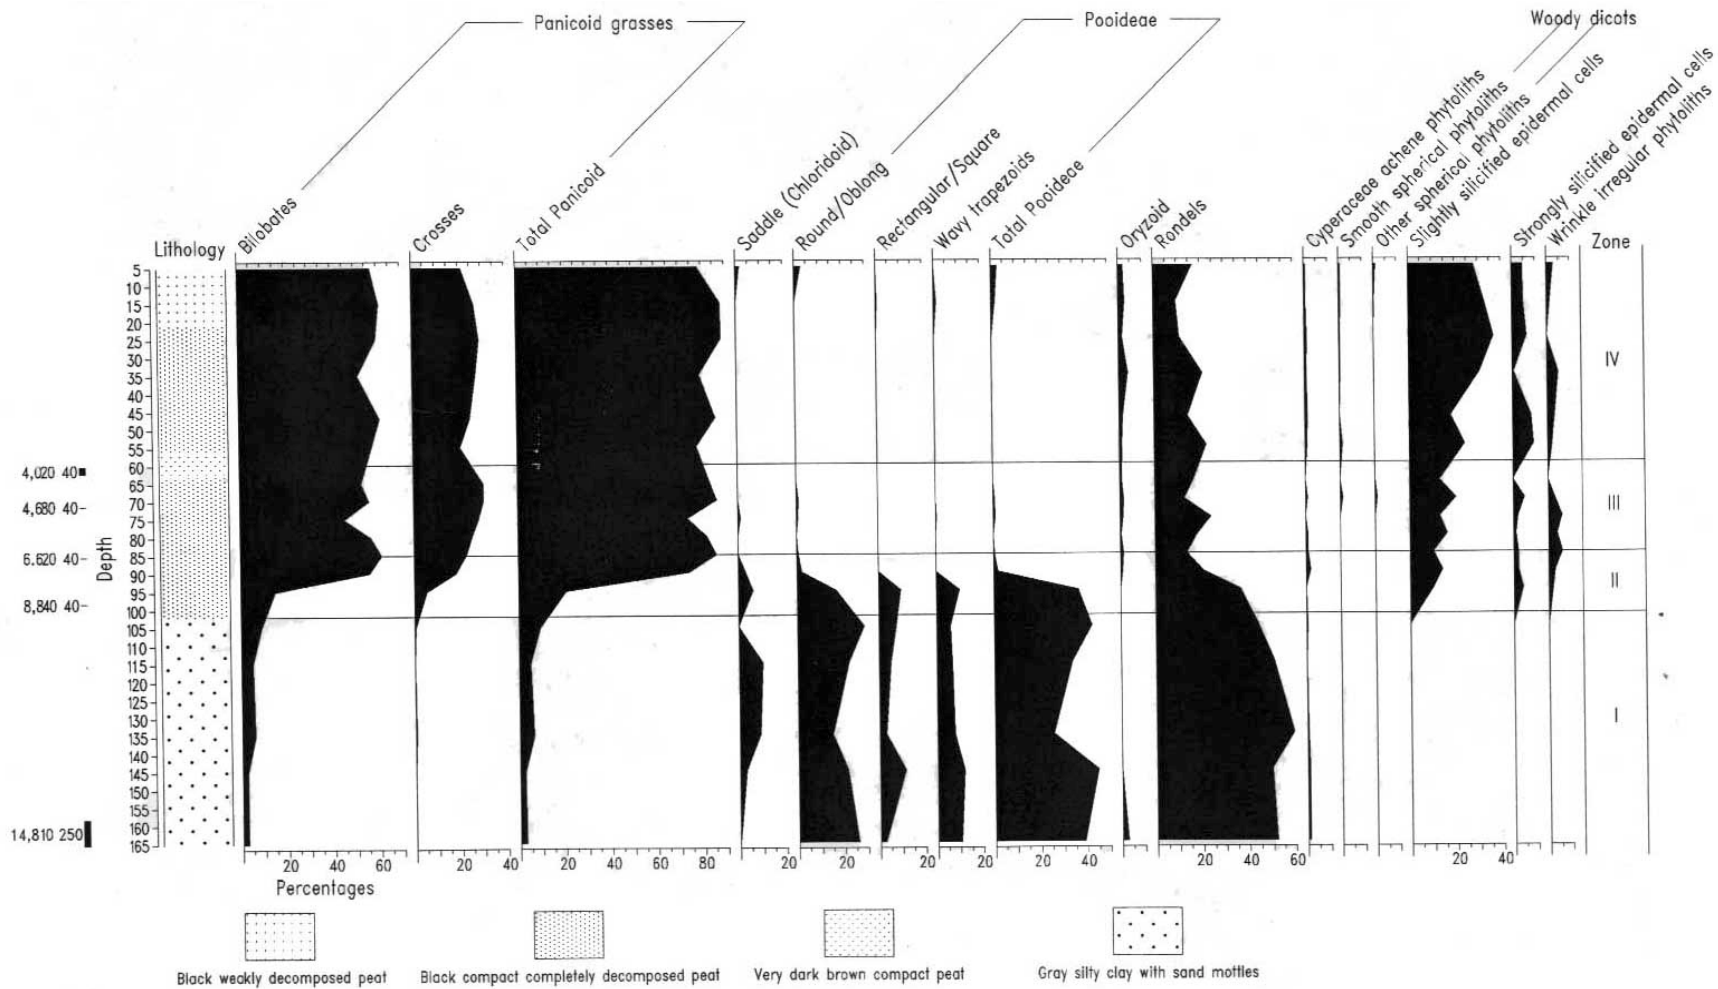 Panicoid grasses
Pooideae
Woody dicots
Lithology
Bilobates
Crosses
Total Panicoid
Saddle (Chloridoid)
Round/Oblong
Rectangular/Square
Wavy trapezoids
Total Pooideae
Oryzoid
Rondels
Cyperaceae achene phytoliths
Smooth spherical phytoliths
Other spherical phytoliths
Slightly silicified epidermal cells
Strongly silicified epidermal cells
Wrinkle irregular phytoliths
Zone
5
10
15
20
25
30
35
40
45
50
55
60
65
70
75
80
85
90
95
100
105
115
120
125
130
135
145
150
155
160
165
Depth
4,020 40
4,680 40
6,620 40
8,840 40
14,810 250
IV
III
II
I
20 40 60
20 40
20 40 60 80
20
20
20
20
20 40
20 40 60
20 40
Percentages
Black weakly decomposed peat
Black compact completely decomposed peat
Very dark brown compact peat
Gray silty clay with sand mottles